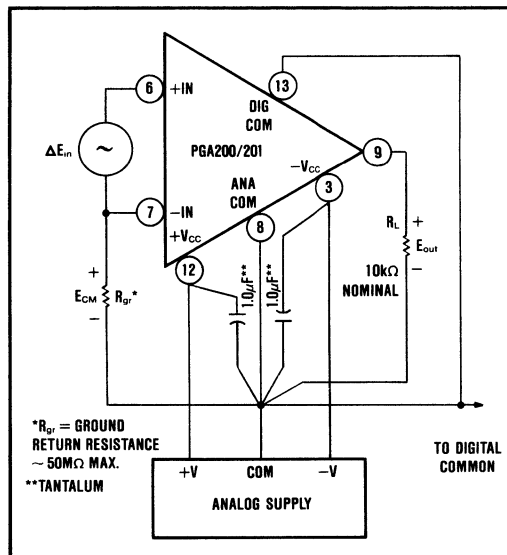 13
6
+IN
DIG
COM
PGA200/201
9
ΔEin
~
−VCC
3
ANA
COM
7
−IN
+VCC
8
12
RL
+
Eout
−
10kΩ
NOMINAL
+
ECM
−
Rgr*
1.0μF**
1.0μF**
*Rgr = GROUND
RETURN RESISTANCE
~ 50MΩ MAX.
**TANTALUM
TO DIGITAL
COMMON
+V
COM
−V
ANALOG SUPPLY